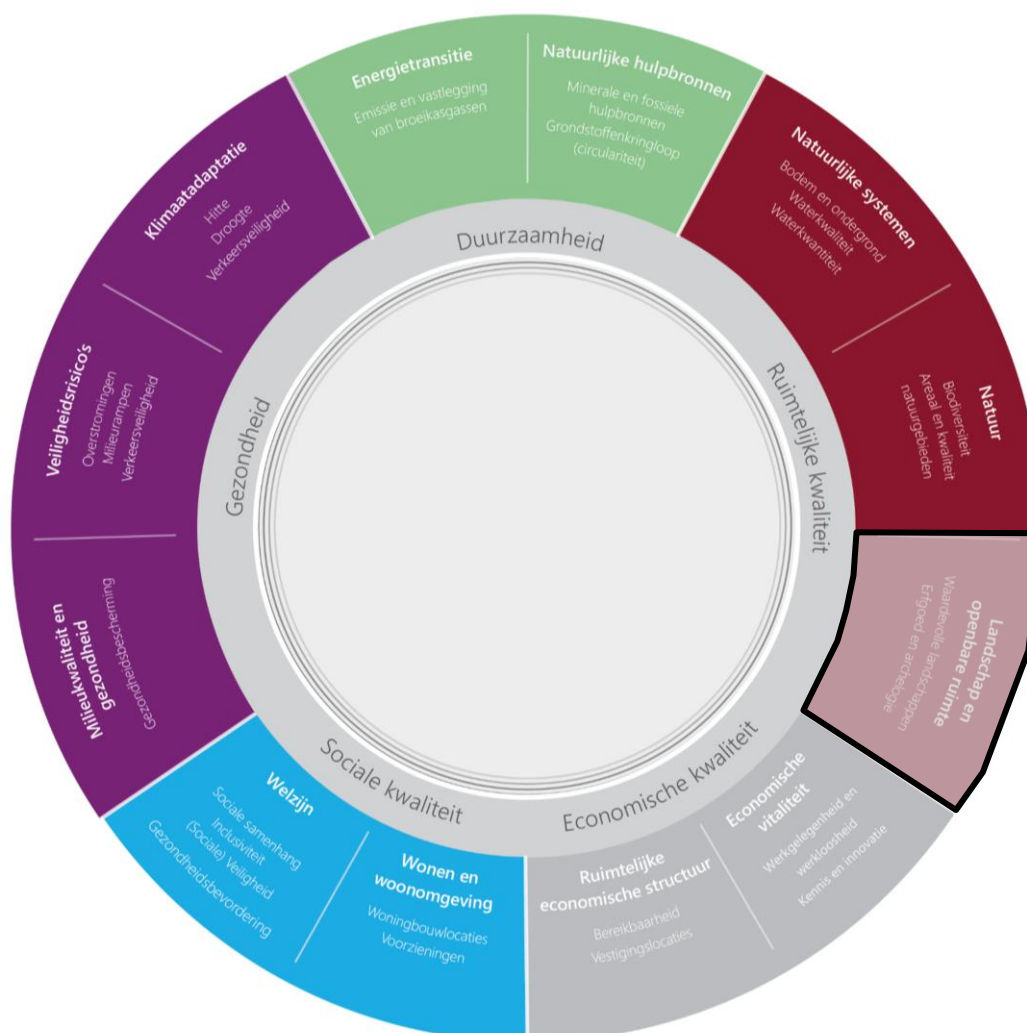 Energietransitie
Emissie en vastlegging
van broeikasgassen
Natuurlijke hulpbronnen
Minerale en fossiele
hulpbronnen
Grondstoffenkringloop
(circulariteit)
Natuurlijke systemen
Bodem en ondergrond
Waterkwaliteit
Waterkwantiteit
Natuur
Biodiversiteit
Areaal en kwaliteit
natuurgebieden
Landschap en
openbare ruimte
Waardevolle landschappen
Erfgoed en archelogie
Economische
vitaliteit
Werkgelegenheid en
werkloosheid
Kennis en innovatie
Ruimtelijke
economische structuur
Bereikbaarheid
Vestigingslocaties
Wonen en
woonomgeving
Woningbouwlocaties
Voorzieningen
Welzijn
Sociale samenhang
Inclusiviteit
(Sociale) Veiligheid
Gezondheidsbevordering
Milieukwaliteit en
gezondheid
Gezondheidsbescherming
Veiligheidsrisico's
Overstromingen
Milieurampen
Verkeersveiligheid
Klimaatadaptatie
Hitte
Droogte
Verkeersveiligheid
Duurzaamheid
Ruimtelijke kwaliteit
Economische kwaliteit
Sociale kwaliteit
Gezondheid